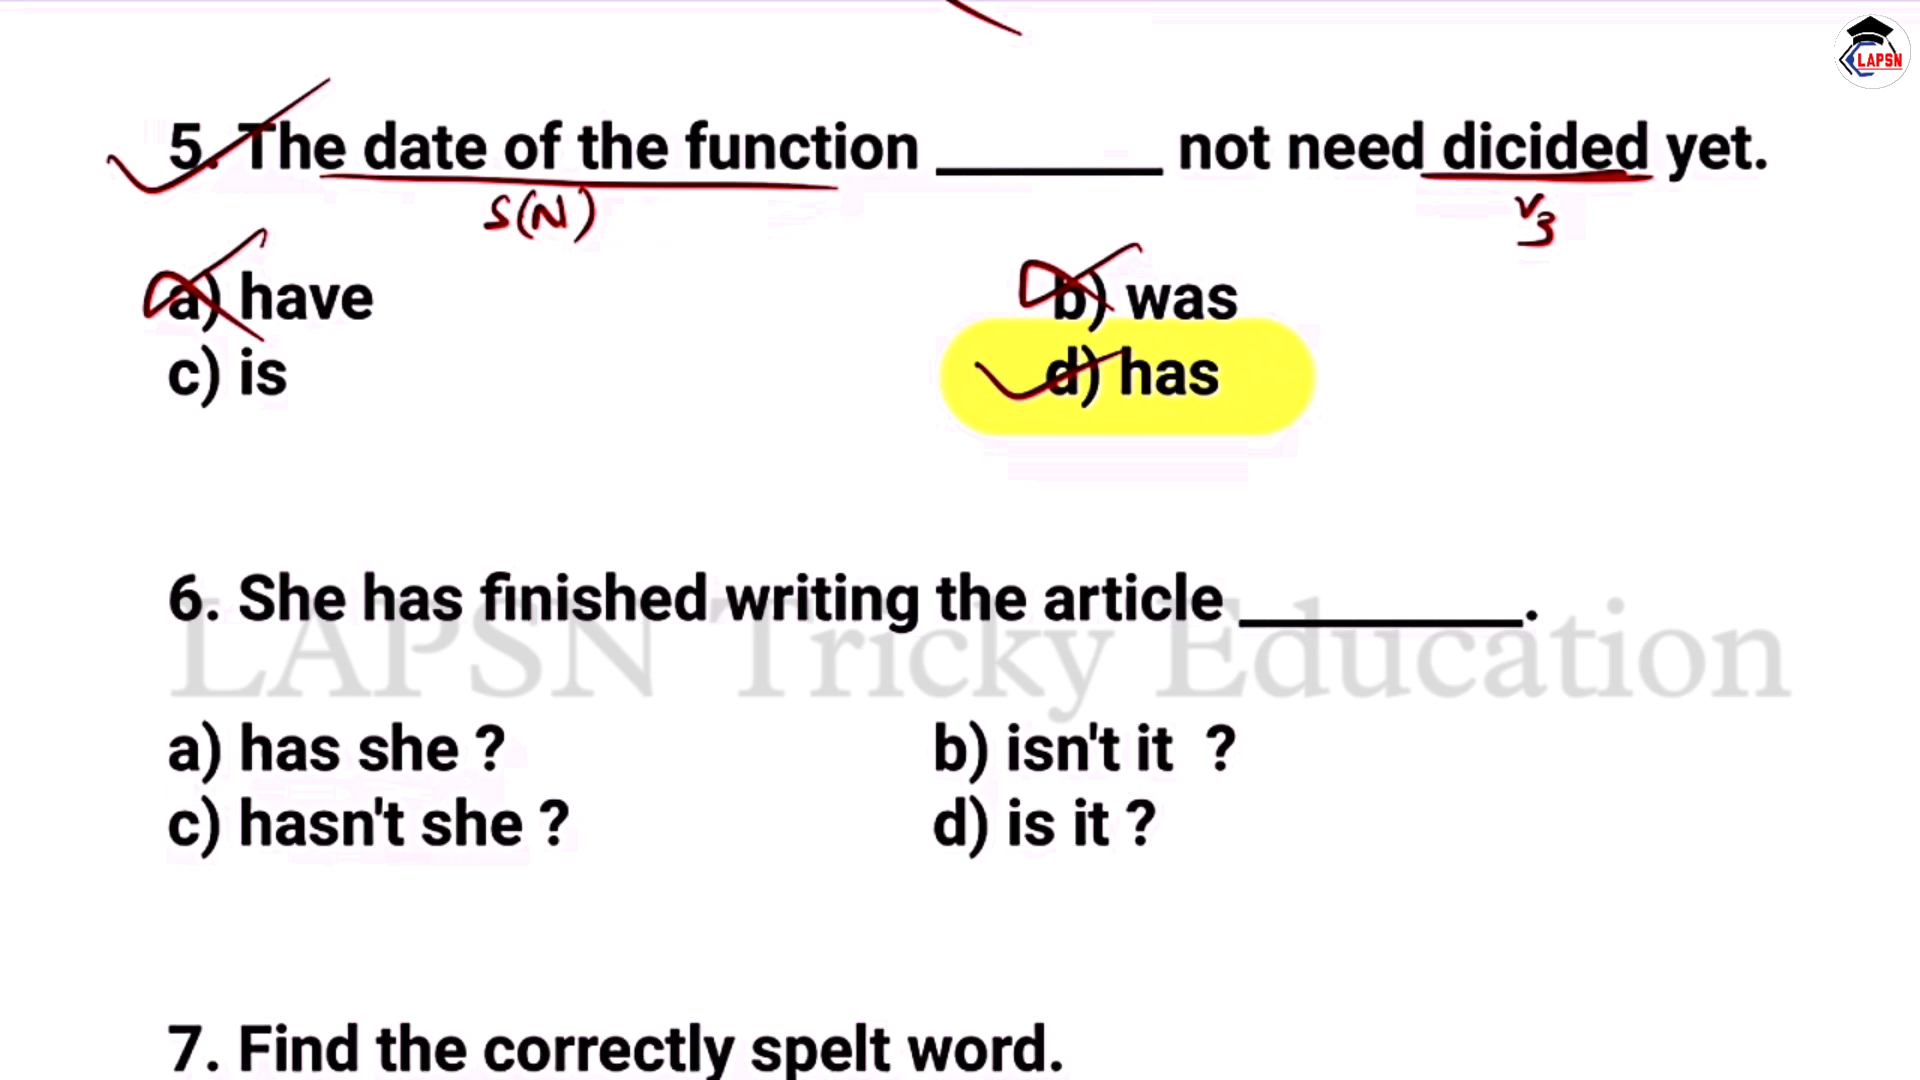 LAPSN
5. The date of the function ________ not need dicided yet.
S(N)
V3
a) have
b) was
c) is
d) has
6. She has finished writing the article__________.
LAPSN Tricky Education
a) has she ?
b) isn't it ?
c) hasn't she ?
d) is it ?
7. Find the correctly spelt word.